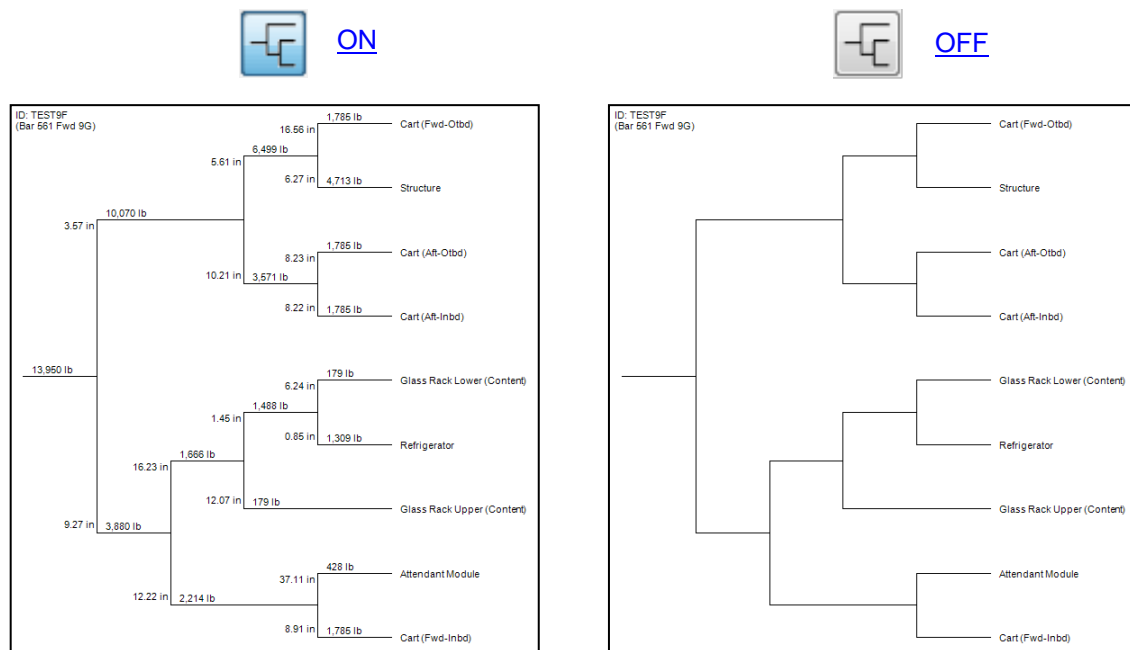 ON
OFF
ID: TEST9F
(Bar 561 Fwd 9G)
1,785 lb
16.56 in
Cart (Fwd-Otbd)
6,499 lb
5.61 in
6.27 in
4,713 lb
Structure
10,070 lb
3.57 in
1,785 lb
8.23 in
Cart (Aft-Otbd)
10.21 in
3,571 lb
8.22 in
1,785 lb
Cart (Aft-Inbd)
13,950 lb
179 lb
6.24 in
Glass Rack Lower (Content)
1,488 lb
1.45 in
0.85 in
1,309 lb
Refrigerator
1,666 lb
16.23 in
12.07 in
179 lb
Glass Rack Upper (Content)
9.27 in
3,880 lb
428 lb
37.11 in
Attendant Module
12.22 in
2,214 lb
8.91 in
1,785 lb
Cart (Fwd-Inbd)
ID: TEST9F
(Bar 561 Fwd 9G)
Cart (Fwd-Otbd)
Structure
Cart (Aft-Otbd)
Cart (Aft-Inbd)
Glass Rack Lower (Content)
Refrigerator
Glass Rack Upper (Content)
Attendant Module
Cart (Fwd-Inbd)